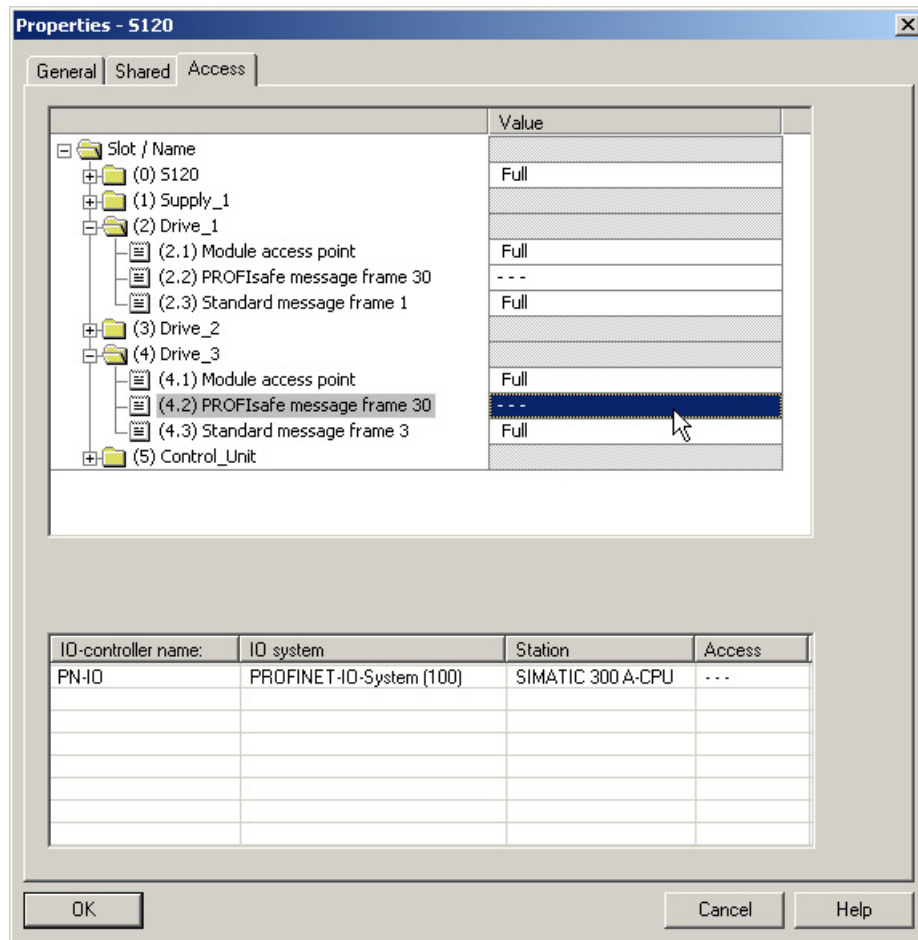 Properties - S120
General Shared Access
Value
Slot / Name
(0) S120 Full
(1) Supply_1
(2) Drive_1
(2.1) Module access point Full
(2.2) PROFIsafe message frame 30 - - -
(2.3) Standard message frame 1 Full
(3) Drive_2
(4) Drive_3
(4.1) Module access point Full
(4.2) PROFIsafe message frame 30 - - -
(4.3) Standard message frame 3 Full
(5) Control_Unit
IO-controller name: IO system Station Access
PN-IO PROFINET-IO-System (100) SIMATIC 300 A-CPU - - -
OK Cancel Help